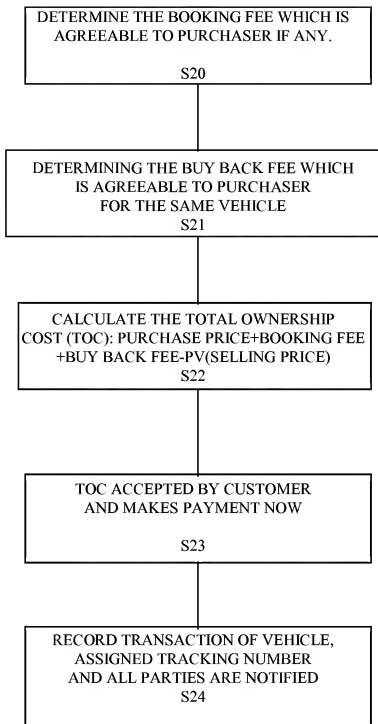 DETERMINE THE BOOKING FEE WHICH IS
AGREEABLE TO PURCHASER IF ANY.
S20
DETERMINING THE BUY BACK FEE WHICH
IS AGREEABLE TO PURCHASER
FOR THE SAME VEHICLE
S21
CALCULATE THE TOTAL OWNERSHIP
COST (TOC): PURCHASE PRICE+BOOKING FEE
+BUY BACK FEE-PV(SELLING PRICE)
S22
TOC ACCEPTED BY CUSTOMER
AND MAKES PAYMENT NOW
S23
RECORD TRANSACTION OF VEHICLE,
ASSIGNED TRACKING NUMBER
AND ALL PARTIES ARE NOTIFIED
S24